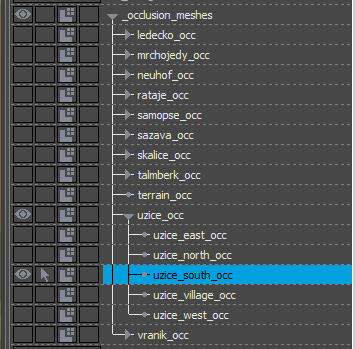 _occlusion_meshes
ledecko_occ
mrchojedy_occ
neuhof_occ
rataje_occ
samopse_occ
sazava_occ
skalice_occ
talmberk_occ
terrain_occ
uzice_occ
uzice_east_occ
uzice_north_occ
uzice_south_occ
uzice_village_occ
uzice_west_occ
vranik_occ